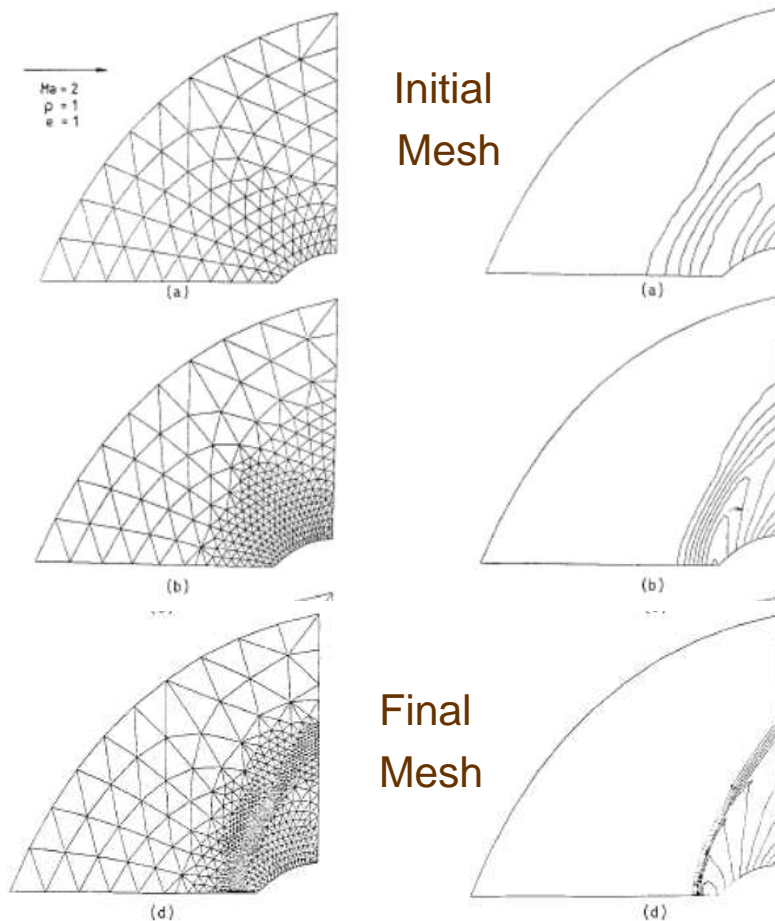 Ma = 2
ρ = 1
e = 1
Initial
Mesh
(a)
(a)
(b)
(b)
Final
Mesh
(d)
(d)